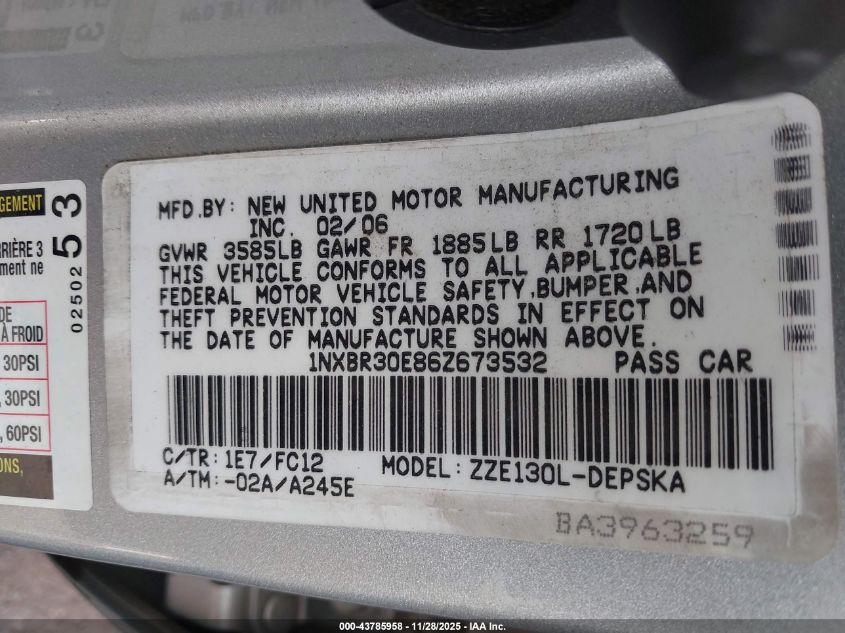 GEMENT
RRIÈRE 3
ment ne
DE
À FROID
30PSI
, 30PSI
, 60PSI
ONS,
02502
53
MFD.BY: NEW UNITED MOTOR MANUFACTURING
INC. 02/06
GVWR 3585LB GAWR FR 1885LB RR 1720LB
THIS VEHICLE CONFORMS TO ALL APPLICABLE
FEDERAL MOTOR VEHICLE SAFETY,BUMPER,AND
THEFT PREVENTION STANDARDS IN EFFECT ON
THE DATE OF MANUFACTURE SHOWN ABOVE.
1NXBR30E86Z673532 PASS CAR
C/TR: 1E7/FC12 MODEL: ZZE130L-DEPSKA
A/TM: -02A/A245E
BA3963259
000-43785958 | 11/28/2025 - IAA Inc.